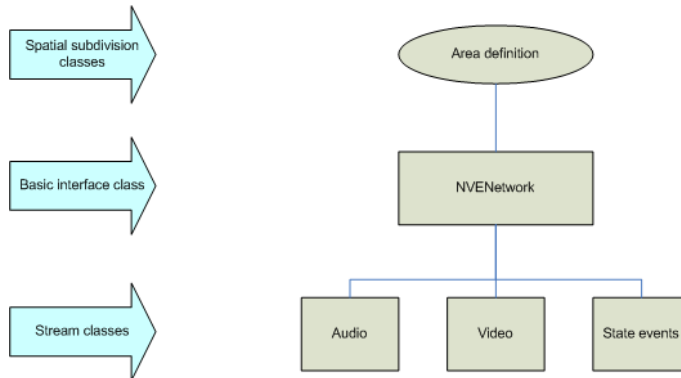 Spatial subdivision
classes
Area definition
Basic interface class
NVENetwork
Stream classes
Audio
Video
State events